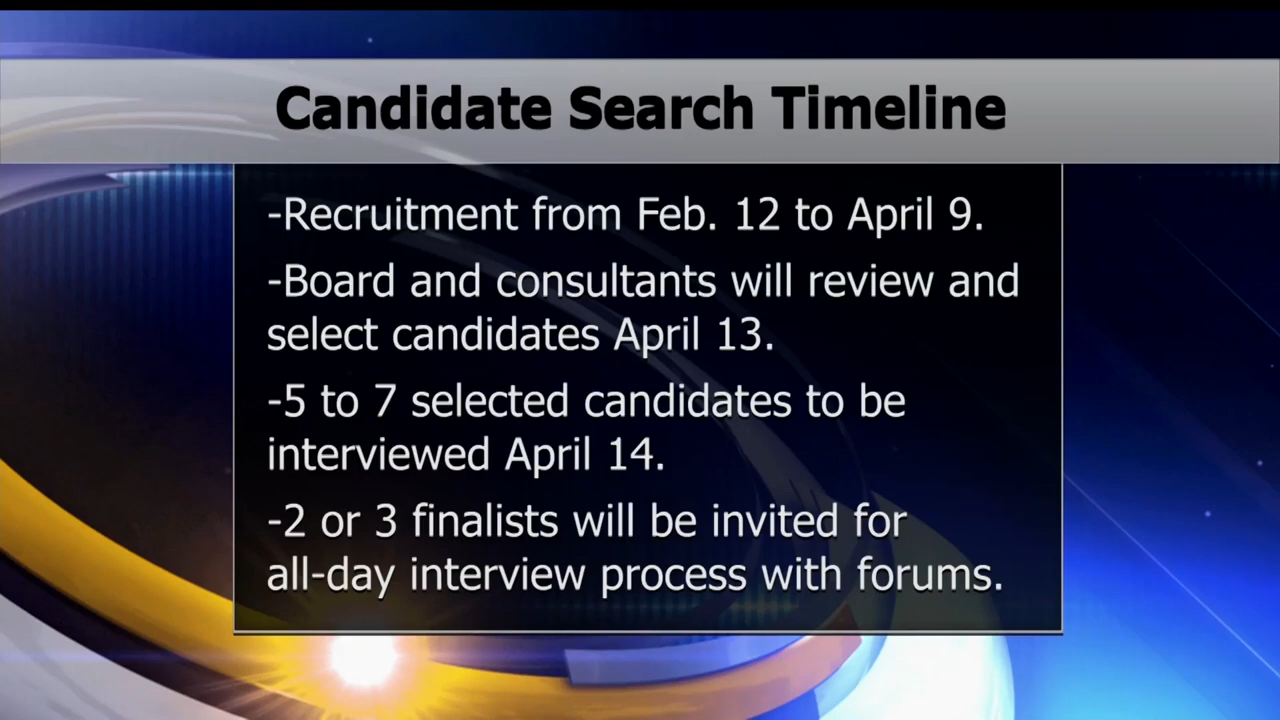 Candidate Search Timeline
-Recruitment from Feb. 12 to April 9.
-Board and consultants will review and
select candidates April 13.
-5 to 7 selected candidates to be
interviewed April 14.
-2 or 3 finalists will be invited for
all-day interview process with forums.